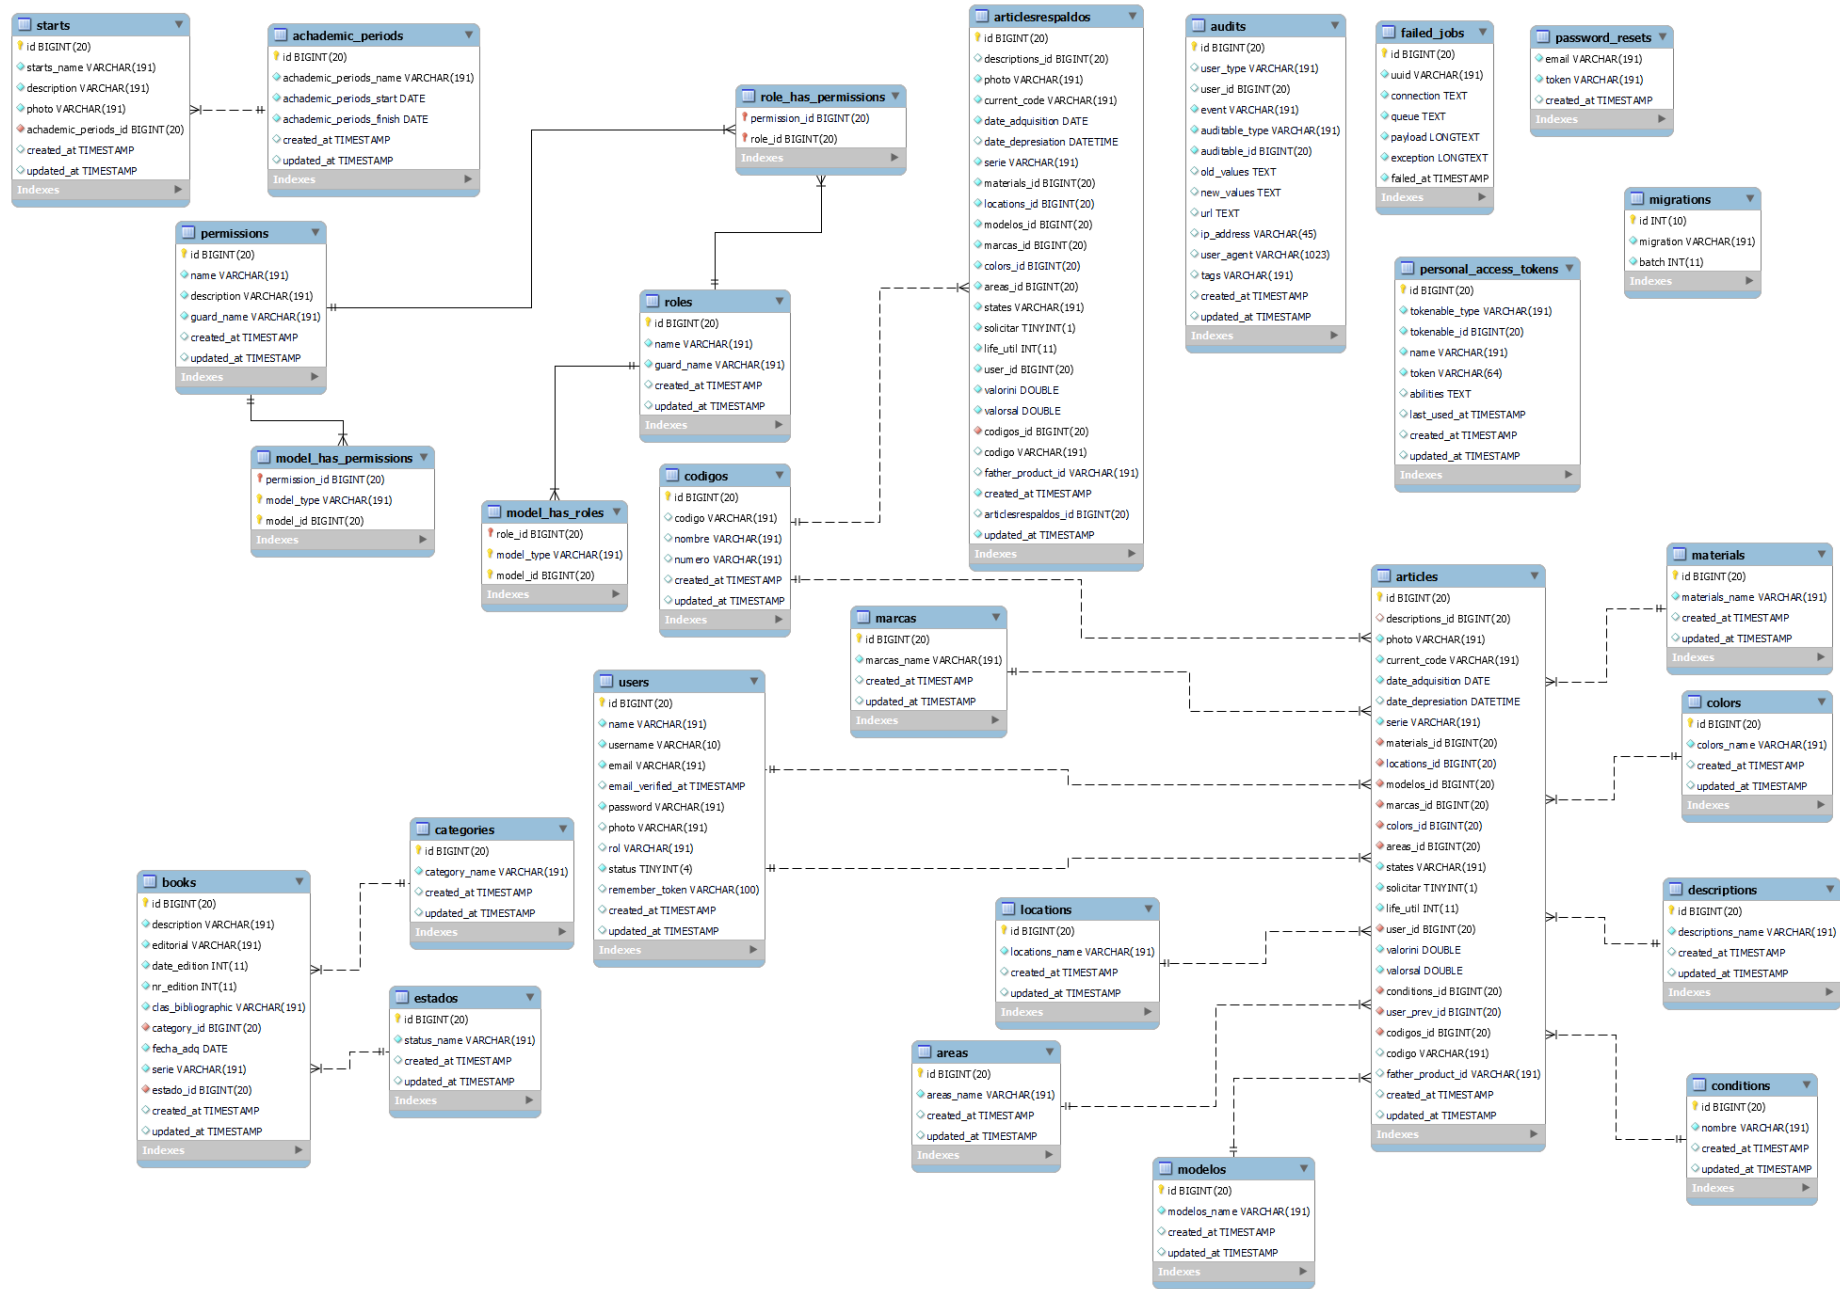 starts
id BIGINT(20)
starts_name VARCHAR(191)
description VARCHAR(191)
photo VARCHAR(191)
achademic_periods_id BIGINT(20)
created_at TIMESTAMP
updated_at TIMESTAMP
Indexes
achademic_periods
id BIGINT(20)
achademic_periods_name VARCHAR(191)
achademic_periods_start DATE
achademic_periods_finish DATE
created_at TIMESTAMP
updated_at TIMESTAMP
Indexes
role_has_permissions
permission_id BIGINT(20)
role_id BIGINT(20)
Indexes
articlesrespaldos
id BIGINT(20)
descriptions_id BIGINT(20)
photo VARCHAR(191)
current_code VARCHAR(191)
date_adquisition DATE
date_depresiation DATETIME
serie VARCHAR(191)
materials_id BIGINT(20)
locations_id BIGINT(20)
modelos_id BIGINT(20)
marcas_id BIGINT(20)
colors_id BIGINT(20)
areas_id BIGINT(20)
states VARCHAR(191)
solicitar TINYINT(1)
life_util INT(11)
user_id BIGINT(20)
valorini DOUBLE
valorsal DOUBLE
codigos_id BIGINT(20)
codigo VARCHAR(191)
father_product_id VARCHAR(191)
created_at TIMESTAMP
articlesrespaldos_id BIGINT(20)
updated_at TIMESTAMP
Indexes
audits
id BIGINT(20)
user_type VARCHAR(191)
user_id BIGINT(20)
event VARCHAR(191)
auditable_type VARCHAR(191)
auditable_id BIGINT(20)
old_values TEXT
new_values TEXT
url TEXT
ip_address VARCHAR(45)
user_agent VARCHAR(1023)
tags VARCHAR(191)
created_at TIMESTAMP
updated_at TIMESTAMP
Indexes
failed_jobs
id BIGINT(20)
uuid VARCHAR(191)
connection TEXT
queue TEXT
payload LONGTEXT
exception LONGTEXT
failed_at TIMESTAMP
Indexes
password_resets
email VARCHAR(191)
token VARCHAR(191)
created_at TIMESTAMP
Indexes
migrations
id INT(10)
migration VARCHAR(191)
batch INT(11)
Indexes
personal_access_tokens
id BIGINT(20)
tokenable_type VARCHAR(191)
tokenable_id BIGINT(20)
name VARCHAR(191)
token VARCHAR(64)
abilities TEXT
last_used_at TIMESTAMP
created_at TIMESTAMP
updated_at TIMESTAMP
Indexes
permissions
id BIGINT(20)
name VARCHAR(191)
description VARCHAR(191)
guard_name VARCHAR(191)
created_at TIMESTAMP
updated_at TIMESTAMP
Indexes
roles
id BIGINT(20)
name VARCHAR(191)
guard_name VARCHAR(191)
created_at TIMESTAMP
updated_at TIMESTAMP
Indexes
model_has_permissions
permission_id BIGINT(20)
model_type VARCHAR(191)
model_id BIGINT(20)
Indexes
model_has_roles
role_id BIGINT(20)
model_type VARCHAR(191)
model_id BIGINT(20)
Indexes
codigos
id BIGINT(20)
codigo VARCHAR(191)
nombre VARCHAR(191)
numero VARCHAR(191)
created_at TIMESTAMP
updated_at TIMESTAMP
Indexes
marcas
id BIGINT(20)
marcas_name VARCHAR(191)
created_at TIMESTAMP
updated_at TIMESTAMP
Indexes
articles
id BIGINT(20)
descriptions_id BIGINT(20)
photo VARCHAR(191)
current_code VARCHAR(191)
date_adquisition DATE
date_depresiation DATETIME
serie VARCHAR(191)
materials_id BIGINT(20)
locations_id BIGINT(20)
modelos_id BIGINT(20)
marcas_id BIGINT(20)
colors_id BIGINT(20)
areas_id BIGINT(20)
states VARCHAR(191)
solicitar TINYINT(1)
life_util INT(11)
user_id BIGINT(20)
valorini DOUBLE
valorsal DOUBLE
conditions_id BIGINT(20)
user_prev_id BIGINT(20)
codigos_id BIGINT(20)
codigo VARCHAR(191)
father_product_id VARCHAR(191)
created_at TIMESTAMP
updated_at TIMESTAMP
Indexes
materials
id BIGINT(20)
materials_name VARCHAR(191)
created_at TIMESTAMP
updated_at TIMESTAMP
Indexes
colors
id BIGINT(20)
colors_name VARCHAR(191)
created_at TIMESTAMP
updated_at TIMESTAMP
Indexes
users
id BIGINT(20)
name VARCHAR(191)
username VARCHAR(10)
email VARCHAR(191)
email_verified_at TIMESTAMP
password VARCHAR(191)
photo VARCHAR(191)
rol VARCHAR(191)
status TINYINT(4)
remember_token VARCHAR(100)
created_at TIMESTAMP
updated_at TIMESTAMP
Indexes
categories
id BIGINT(20)
category_name VARCHAR(191)
created_at TIMESTAMP
updated_at TIMESTAMP
Indexes
books
id BIGINT(20)
description VARCHAR(191)
editorial VARCHAR(191)
date_edition INT(11)
nr_edition INT(11)
clas_bibliographic VARCHAR(191)
category_id BIGINT(20)
fecha_adq DATE
serie VARCHAR(191)
estado_id BIGINT(20)
created_at TIMESTAMP
updated_at TIMESTAMP
Indexes
estados
id BIGINT(20)
status_name VARCHAR(191)
created_at TIMESTAMP
updated_at TIMESTAMP
Indexes
locations
id BIGINT(20)
locations_name VARCHAR(191)
created_at TIMESTAMP
updated_at TIMESTAMP
Indexes
descriptions
id BIGINT(20)
descriptions_name VARCHAR(191)
created_at TIMESTAMP
updated_at TIMESTAMP
Indexes
areas
id BIGINT(20)
areas_name VARCHAR(191)
created_at TIMESTAMP
updated_at TIMESTAMP
Indexes
conditions
id BIGINT(20)
nombre VARCHAR(191)
created_at TIMESTAMP
updated_at TIMESTAMP
Indexes
modelos
id BIGINT(20)
modelos_name VARCHAR(191)
created_at TIMESTAMP
updated_at TIMESTAMP
Indexes